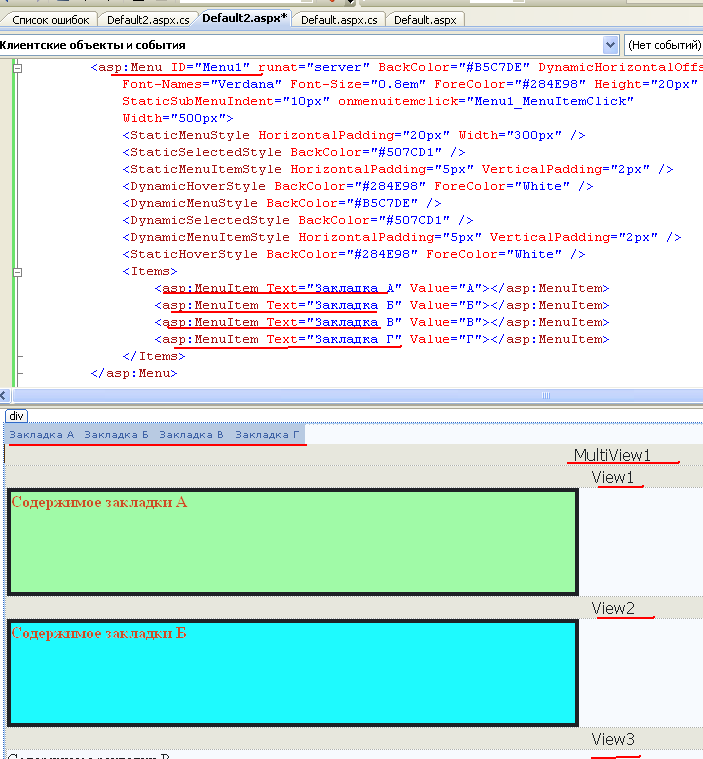 Список ошибок Default2.aspx.cs Default2.aspx* Default.aspx.cs Default.aspx
Клиентские объекты и события (Нет событий)
<asp:Menu ID="Menu1" runat="server" BackColor="#B5C7DE" DynamicHorizontalOffs
Font-Names="Verdana" Font-Size="0.8em" ForeColor="#284E98" Height="20px"
StaticSubMenuIndent="10px" onmenuitemclick="Menu1_MenuItemClick"
Width="500px">
<StaticMenuStyle HorizontalPadding="20px" Width="300px" />
<StaticSelectedStyle BackColor="#507CD1" />
<StaticMenuItemStyle HorizontalPadding="5px" VerticalPadding="2px" />
<DynamicHoverStyle BackColor="#284E98" ForeColor="White" />
<DynamicMenuStyle BackColor="#B5C7DE" />
<DynamicSelectedStyle BackColor="#507CD1" />
<DynamicMenuItemStyle HorizontalPadding="5px" VerticalPadding="2px" />
<StaticHoverStyle BackColor="#284E98" ForeColor="White" />
<Items>
<asp:MenuItem Text="Закладка А" Value="А"></asp:MenuItem>
<asp:MenuItem Text="Закладка Б" Value="Б"></asp:MenuItem>
<asp:MenuItem Text="Закладка В" Value="В"></asp:MenuItem>
<asp:MenuItem Text="Закладка Г" Value="Г"></asp:MenuItem>
</Items>
</asp:Menu>
div
Закладка А Закладка Б Закладка В Закладка Г
MultiView1
View1
Содержимое закладки А
View2
Содержимое закладки Б
View3